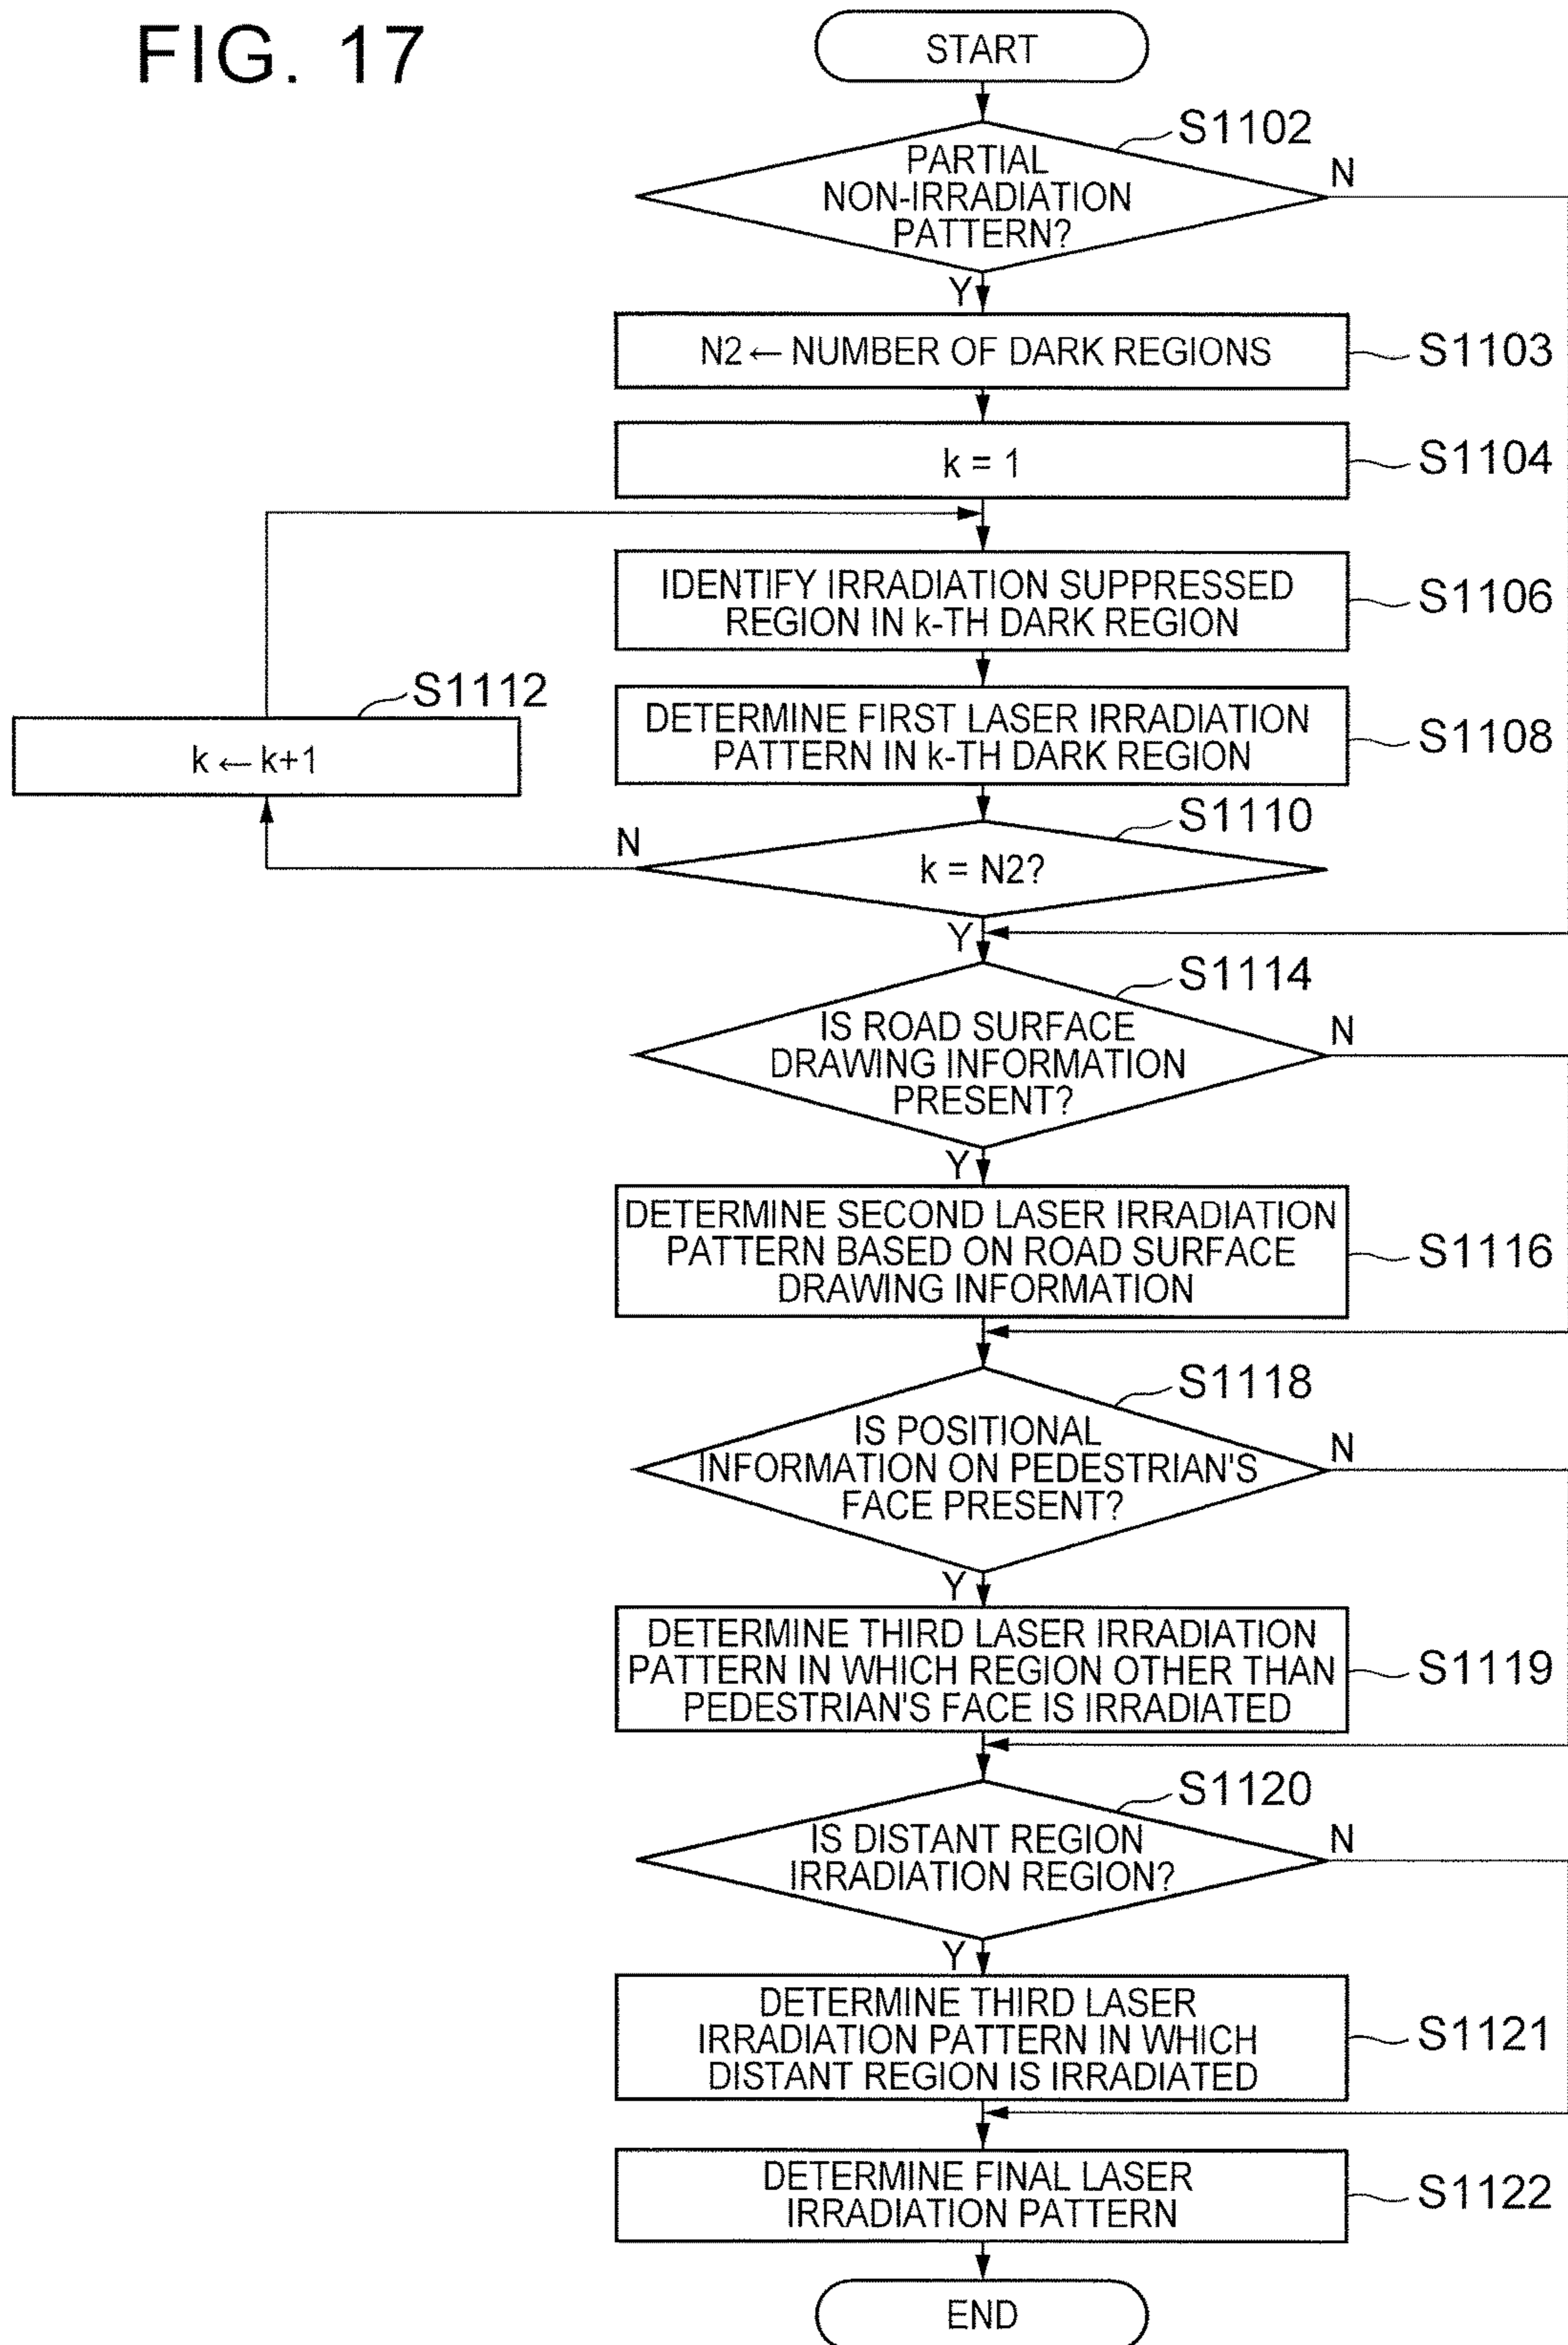 FIG. 17
START
S1102
PARTIAL
NON-IRRADIATION
PATTERN?
N
Y
N2 ← NUMBER OF DARK REGIONS
S1103
k = 1
S1104
IDENTIFY IRRADIATION SUPPRESSED
REGION IN k-TH DARK REGION
S1106
S1112
k ← k+1
DETERMINE FIRST LASER IRRADIATION
PATTERN IN k-TH DARK REGION
S1108
S1110
N
k = N2?
Y
S1114
IS ROAD SURFACE
DRAWING INFORMATION
PRESENT?
N
Y
DETERMINE SECOND LASER IRRADIATION
PATTERN BASED ON ROAD SURFACE
DRAWING INFORMATION
S1116
S1118
IS POSITIONAL
INFORMATION ON PEDESTRIAN'S
FACE PRESENT?
N
Y
DETERMINE THIRD LASER IRRADIATION
PATTERN IN WHICH REGION OTHER THAN
PEDESTRIAN'S FACE IS IRRADIATED
S1119
S1120
IS DISTANT REGION
IRRADIATION REGION?
N
Y
DETERMINE THIRD LASER
IRRADIATION PATTERN IN WHICH
DISTANT REGION IS IRRADIATED
S1121
DETERMINE FINAL LASER
IRRADIATION PATTERN
S1122
END